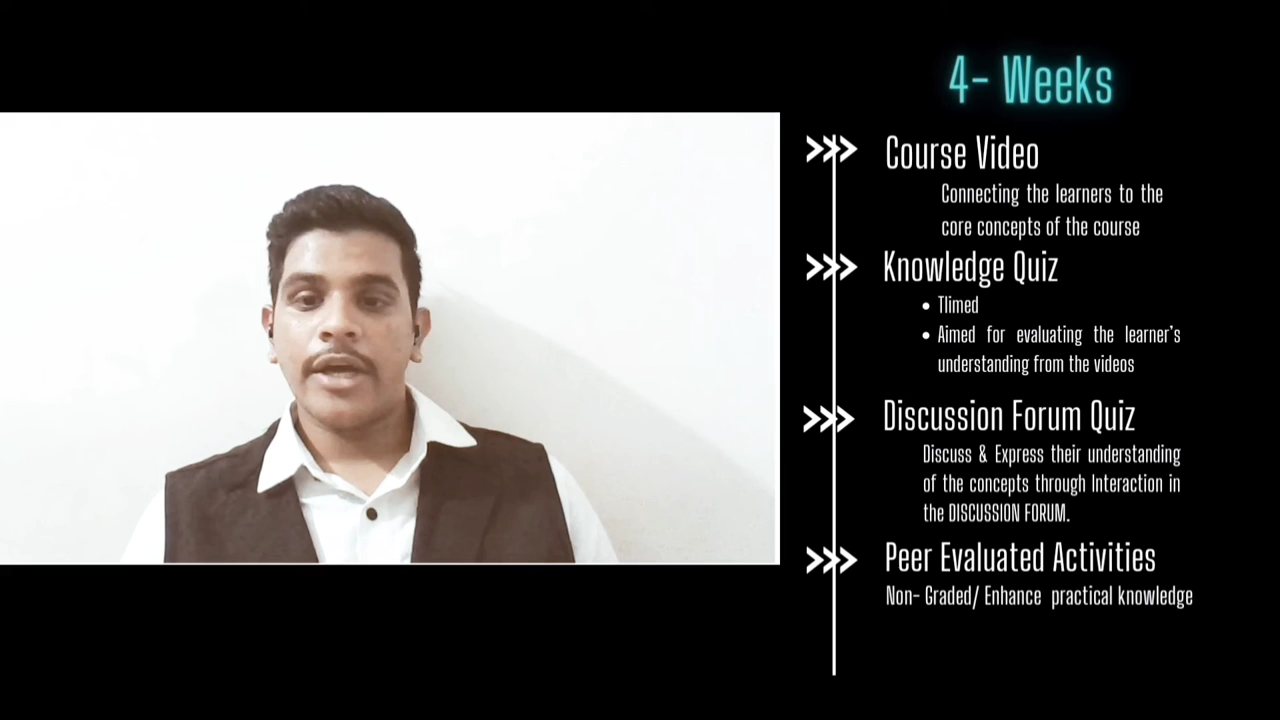 4- Weeks
Course Video
Connecting the learners to the
core concepts of the course
Knowledge Quiz
• Tlimed
• Aimed for evaluating the learner's
understanding from the videos
Discussion Forum Quiz
Discuss & Express their understanding
of the concepts through Interaction in
the DISCUSSION FORUM.
Peer Evaluated Activities
Non- Graded/ Enhance practical knowledge